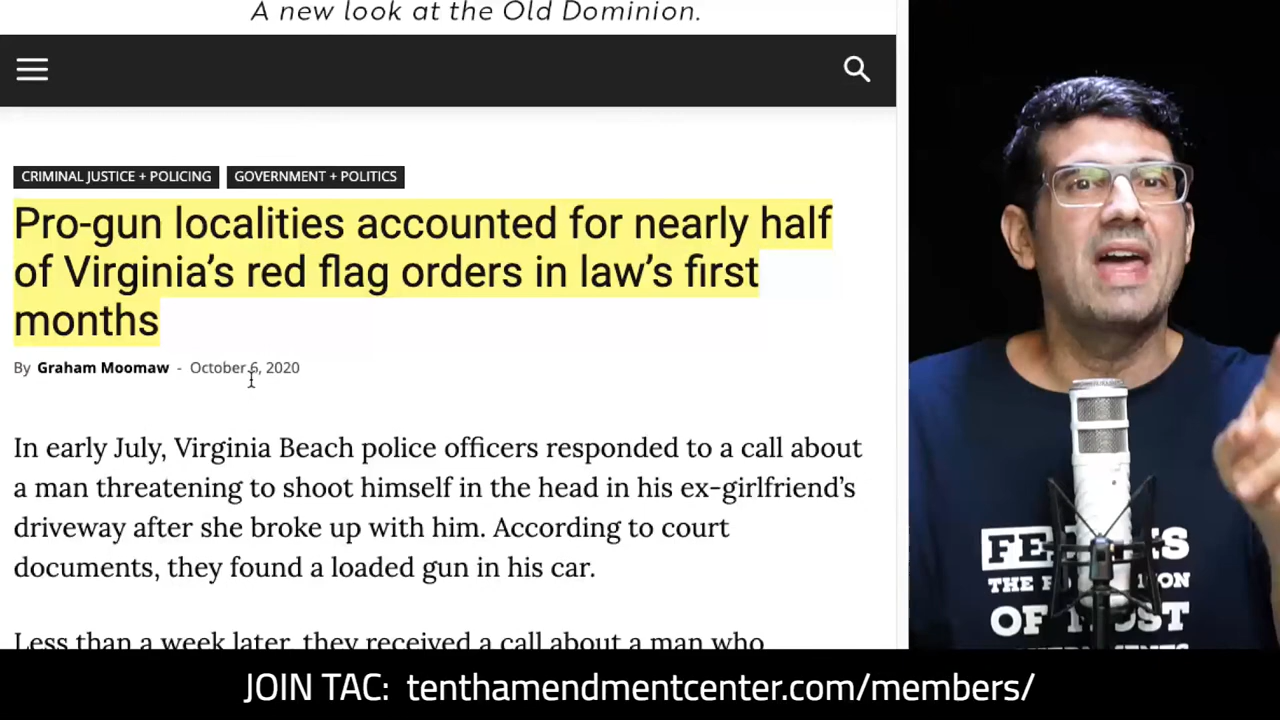 A new look at the Old Dominion.
CRIMINAL JUSTICE + POLICING GOVERNMENT + POLITICS
Pro-gun localities accounted for nearly half
of Virginia's red flag orders in law's first
months
By Graham Moomaw - October 6, 2020
In early July, Virginia Beach police officers responded to a call about
a man threatening to shoot himself in the head in his ex-girlfriend's
driveway after she broke up with him. According to court
documents, they found a loaded gun in his car.
Less than a week later, they received a call about a man who
THE
OF
JOIN TAC: tenthamendmentcenter.com/members/